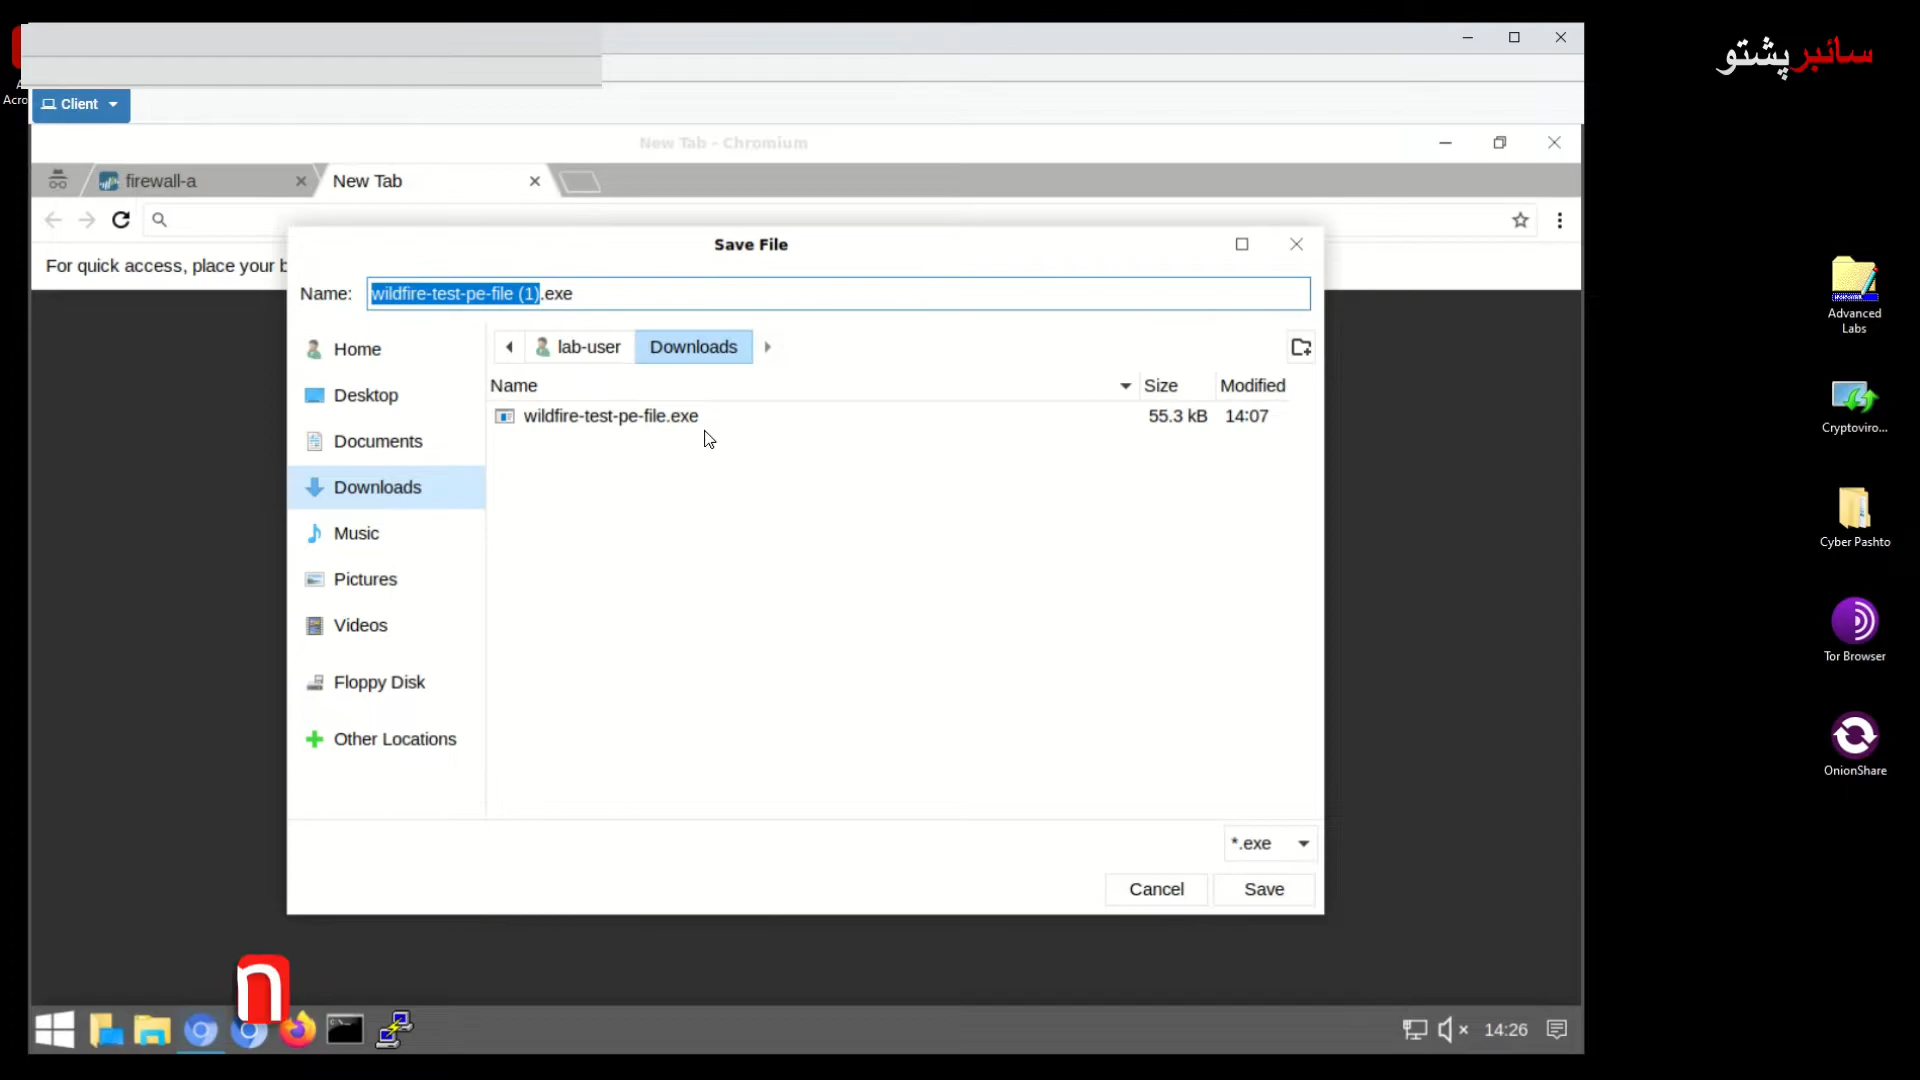 سائبر پشتو
A
Acro
Client
New Tab - Chromium
firewall-a
New Tab
For quick access, place your b
Save File
Name: wildfire-test-pe-file (1).exe
lab-user Downloads
Name Size Modified
wildfire-test-pe-file.exe 55.3 kB 14:07
Home
Desktop
Documents
Downloads
Music
Pictures
Videos
Floppy Disk
Other Locations
*.exe
Cancel Save
Advanced
Labs
Cryptoviro...
Cyber Pashto
Tor Browser
OnionShare
n
14:26